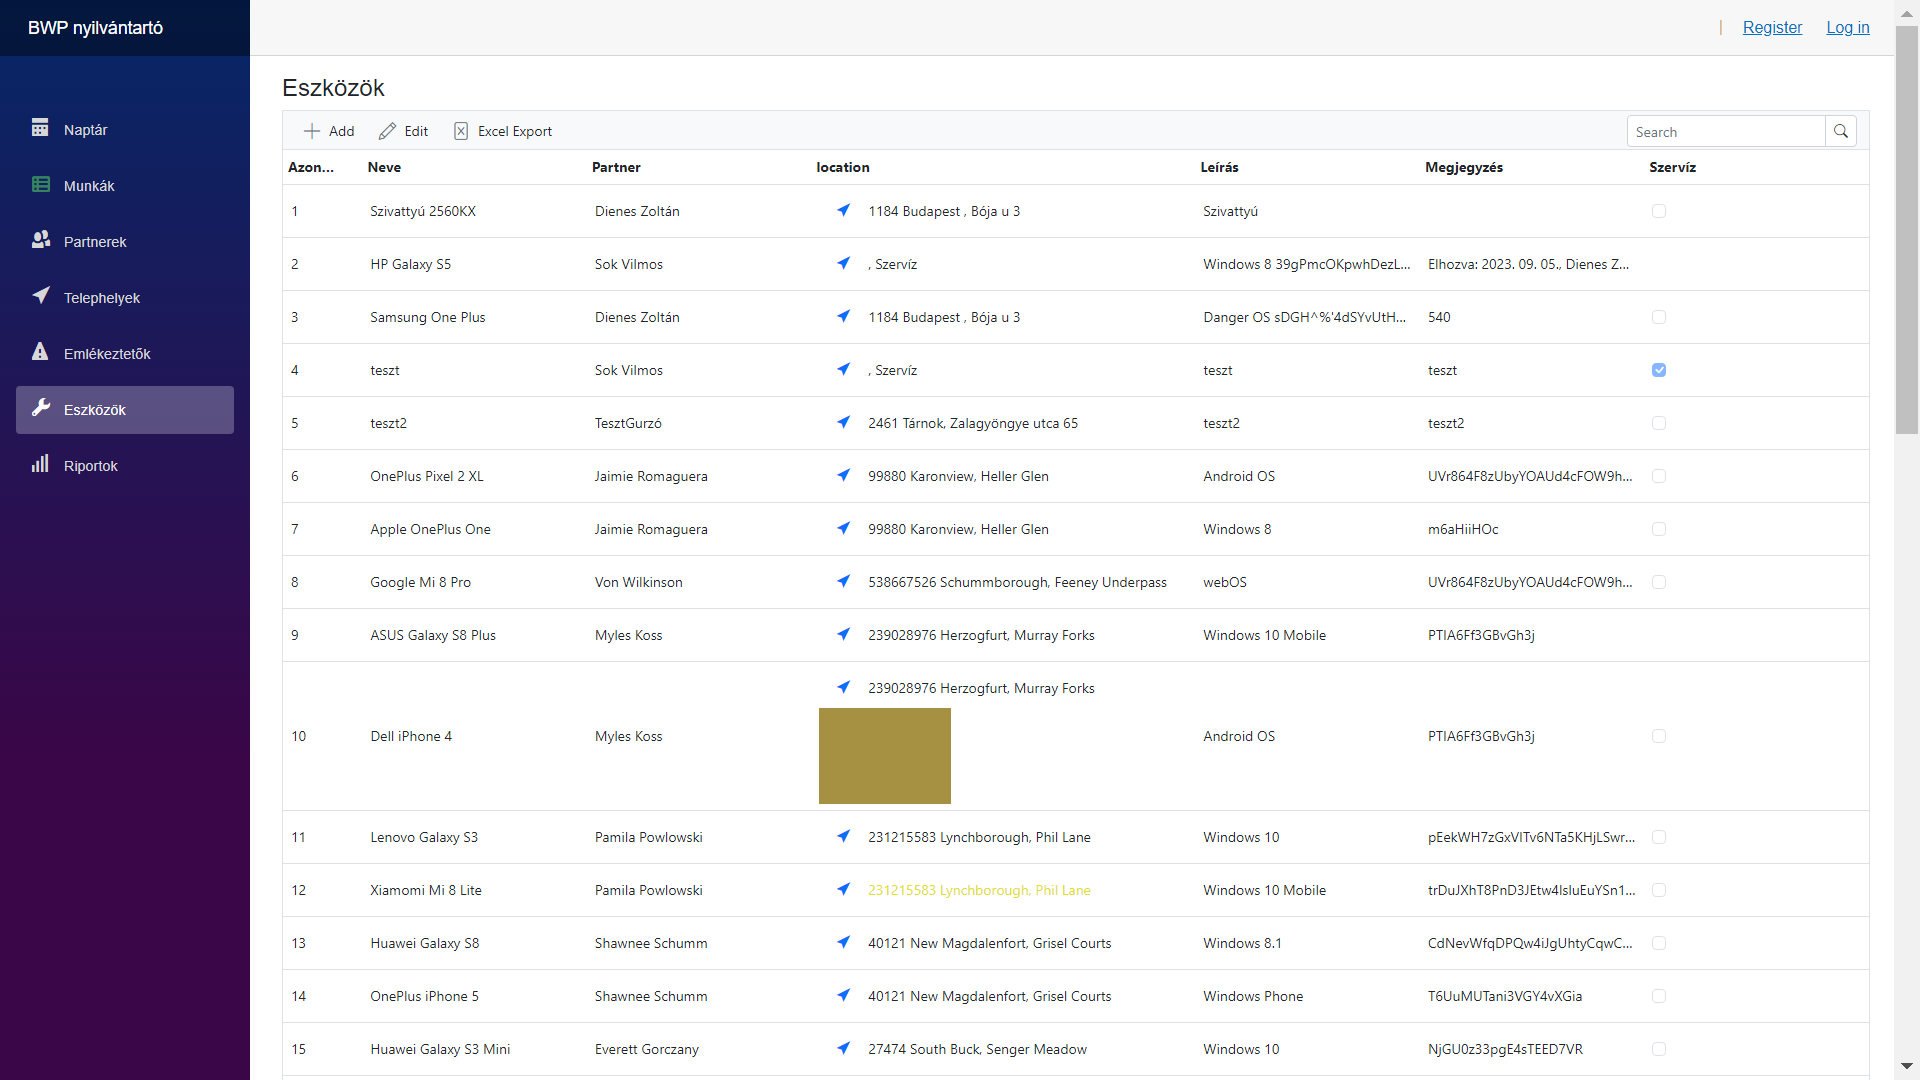 BWP nyilvántartó
Register Log in
Naptár
Munkák
Partnerek
Telephelyek
Emlékeztetők
Eszközök
Riportok
Eszközök
Add Edit Excel Export Search
Azon... Neve Partner location Leírás Megjegyzés Szervíz
1 Szivattyú 2560KX Dienes Zoltán 1184 Budapest , Bója u 3 Szivattyú
2 HP Galaxy S5 Sok Vilmos , Szervíz Windows 8 39gPmcOKpwhDezL... Elhozva: 2023. 09. 05., Dienes Z...
3 Samsung One Plus Dienes Zoltán 1184 Budapest , Bója u 3 Danger OS sDGH^%'4dSYvUtH... 540
4 teszt Sok Vilmos , Szervíz teszt teszt
5 teszt2 TesztGurzó 2461 Tárnok, Zalagyöngye utca 65 teszt2 teszt2
6 OnePlus Pixel 2 XL Jaimie Romaguera 99880 Karonview, Heller Glen Android OS UVr864F8zUbyYOAUd4cFOW9h...
7 Apple OnePlus One Jaimie Romaguera 99880 Karonview, Heller Glen Windows 8 m6aHiiHOc
8 Google Mi 8 Pro Von Wilkinson 538667526 Schummborough, Feeney Underpass webOS UVr864F8zUbyYOAUd4cFOW9h...
9 ASUS Galaxy S8 Plus Myles Koss 239028976 Herzogfurt, Murray Forks Windows 10 Mobile PTIA6Ff3GBvGh3j
10 Dell iPhone 4 Myles Koss 239028976 Herzogfurt, Murray Forks Android OS PTIA6Ff3GBvGh3j
11 Lenovo Galaxy S3 Pamila Powlowski 231215583 Lynchborough, Phil Lane Windows 10 pEekWH7zGxVITv6NTa5KHjLSwr...
12 Xiamomi Mi 8 Lite Pamila Powlowski 231215583 Lynchborough, Phil Lane Windows 10 Mobile trDuJXhT8PnD3JEtw4IsluEuYSn1...
13 Huawei Galaxy S8 Shawnee Schumm 40121 New Magdalenfort, Grisel Courts Windows 8.1 CdNevWfqDPQw4iJgUhtyCqwC...
14 OnePlus iPhone 5 Shawnee Schumm 40121 New Magdalenfort, Grisel Courts Windows Phone T6UuMUTani3VGY4vXGia
15 Huawei Galaxy S3 Mini Everett Gorczany 27474 South Buck, Senger Meadow Windows 10 NjGU0z33pgE4sTEED7VR